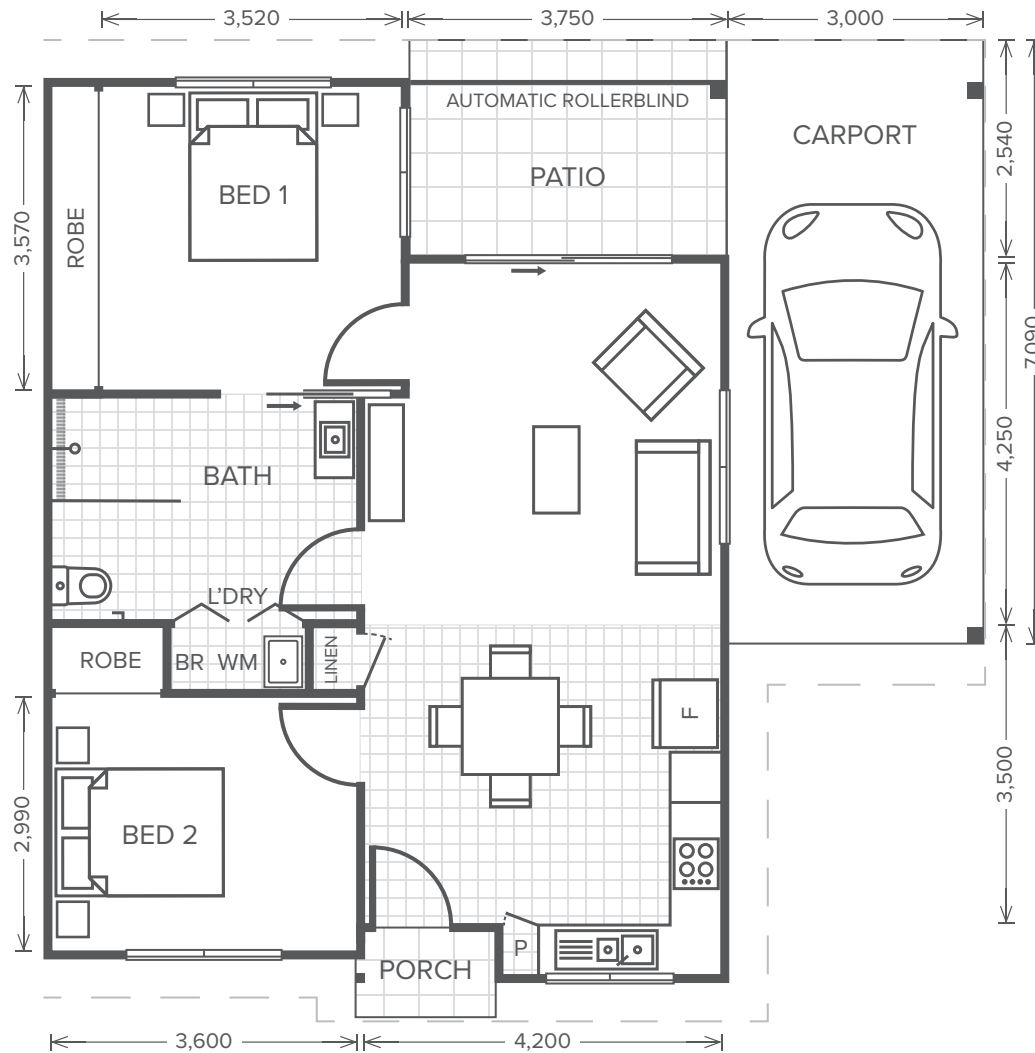 3,520
3,750
3,000
AUTOMATIC ROLLERBLIND
CARPORT
2,540
PATIO
BED 1
ROBE
3,570
7,090
4,250
BATH
L'DRY
ROBE
BR WM
LINEN
F
3,500
2,990
BED 2
P
PORCH
3,600
4,200